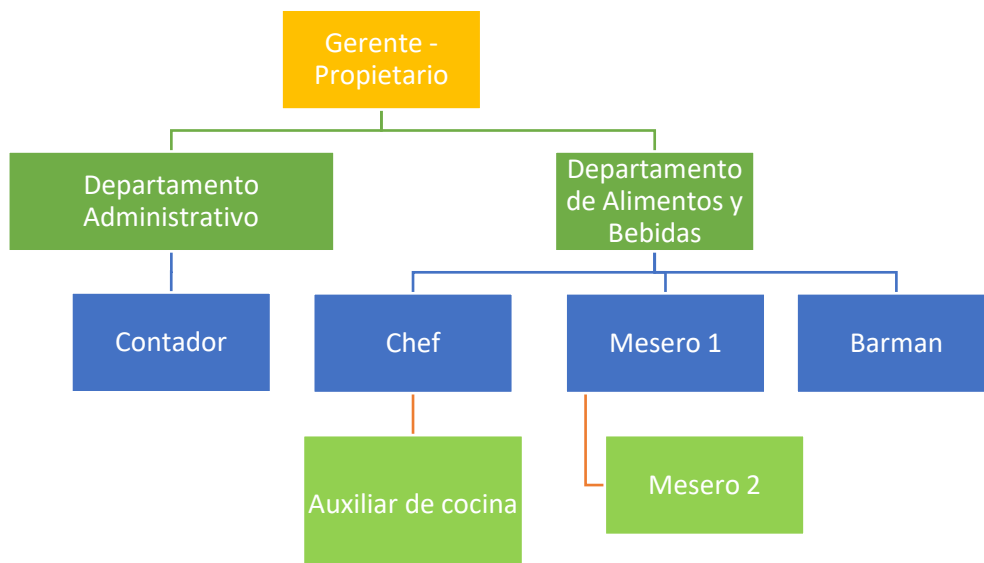 Gerente -
Propietario
Departamento
Administrativo
Departamento
de Alimentos y
Bebidas
Contador
Chef
Mesero 1
Barman
Auxiliar de cocina
Mesero 2